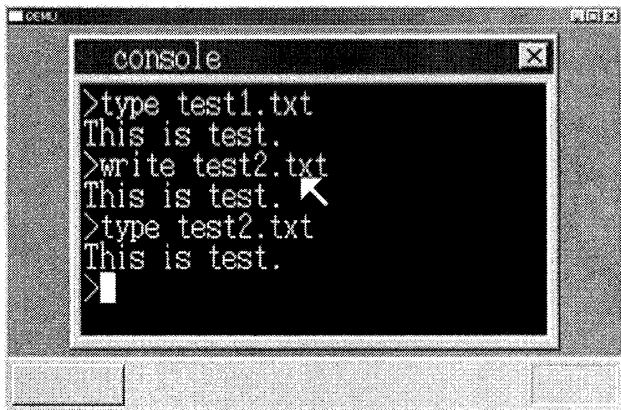 QEMU
console
>type test1.txt
This is test.
>write test2.txt
This is test.
>type test2.txt
This is test.
>